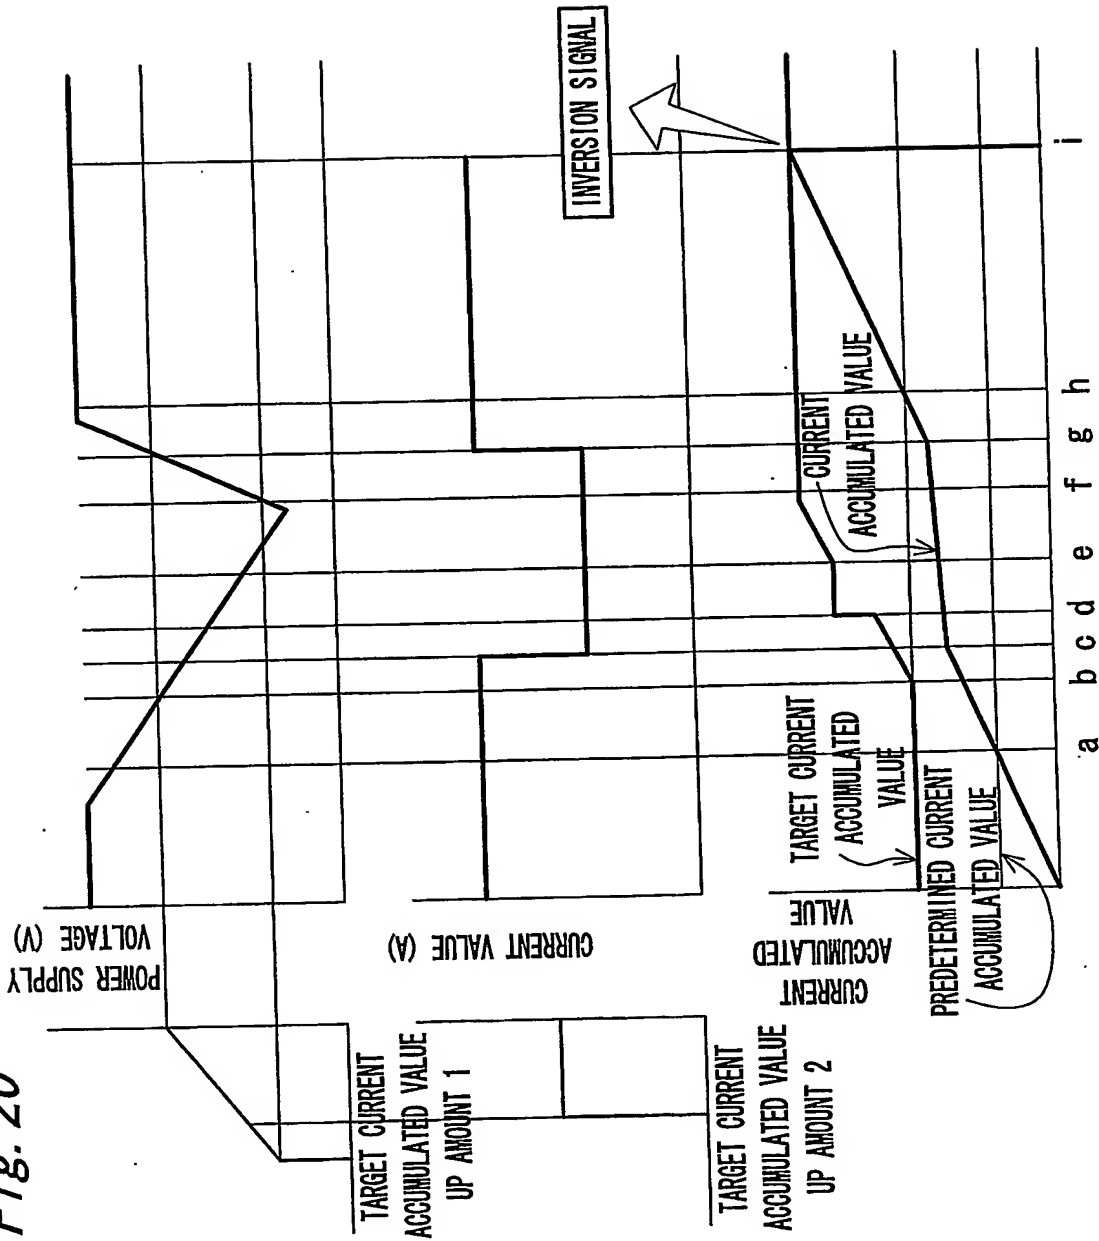 Fig. 20
POWER SUPPLY
VOLTAGE (V)
TARGET CURRENT
ACCUMULATED VALUE
UP AMOUNT 1
CURRENT VALUE (A)
TARGET CURRENT
ACCUMULATED VALUE
UP AMOUNT 2
INVERSION SIGNAL
CURRENT
ACCUMULATED
VALUE
TARGET CURRENT
ACCUMULATED
VALUE
CURRENT
ACCUMULATED VALUE
PREDETERMINED CURRENT
ACCUMULATED VALUE
a
b
c
d
e
f
g
h
i